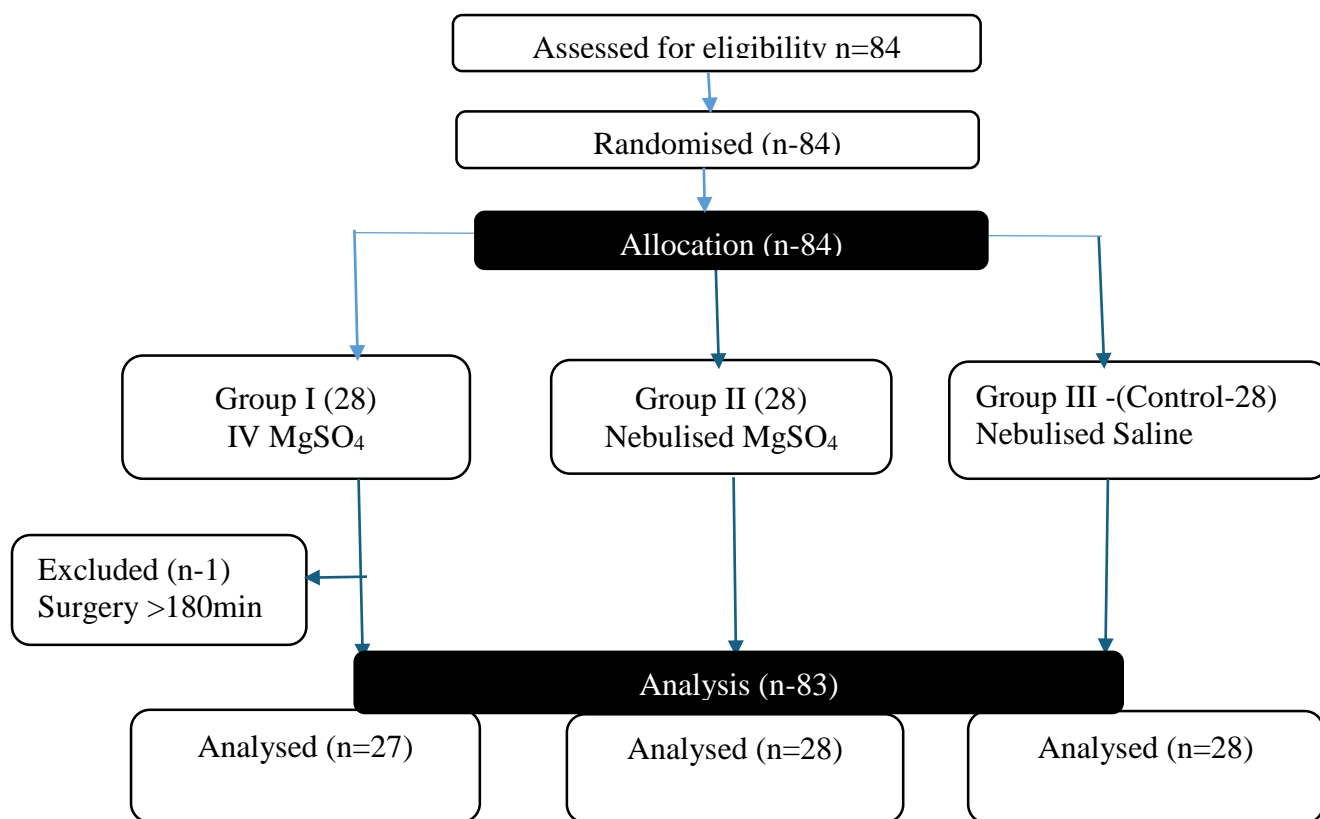 Assessed for eligibility n=84
Randomised (n-84)
Allocation (n-84)
Group I (28)
IV MgSO₄
Group II (28)
Nebulised MgSO₄
Group III -(Control-28)
Nebulised Saline
Excluded (n-1)
Surgery >180min
Analysis (n-83)
Analysed (n=27)
Analysed (n=28)
Analysed (n=28)